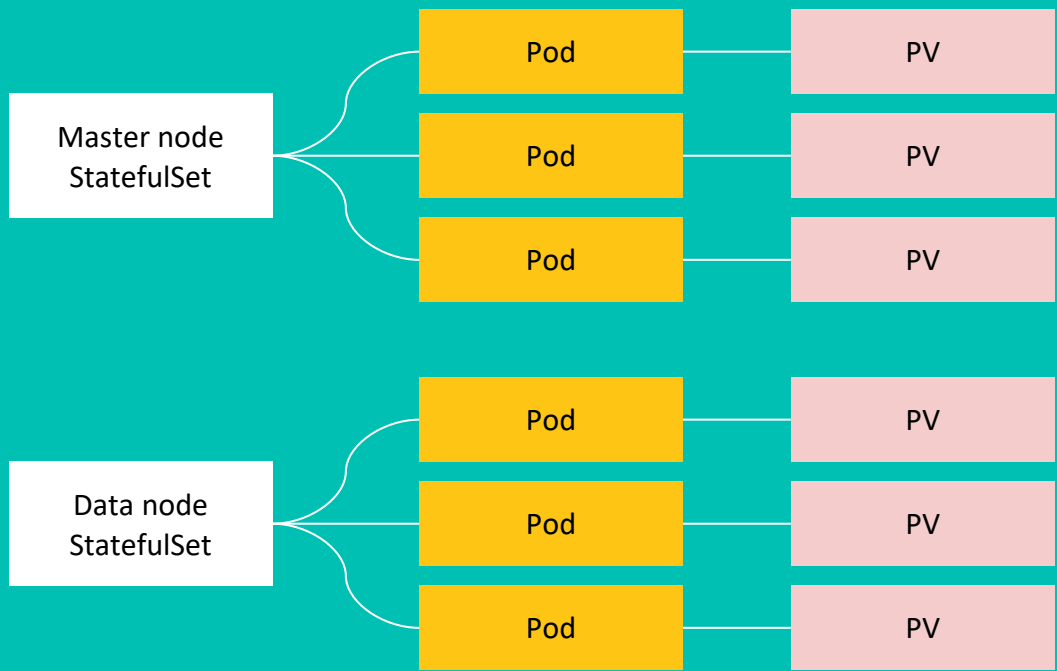 Master node
StatefulSet
Pod
PV
Pod
PV
Pod
PV
Data node
StatefulSet
Pod
PV
Pod
PV
Pod
PV